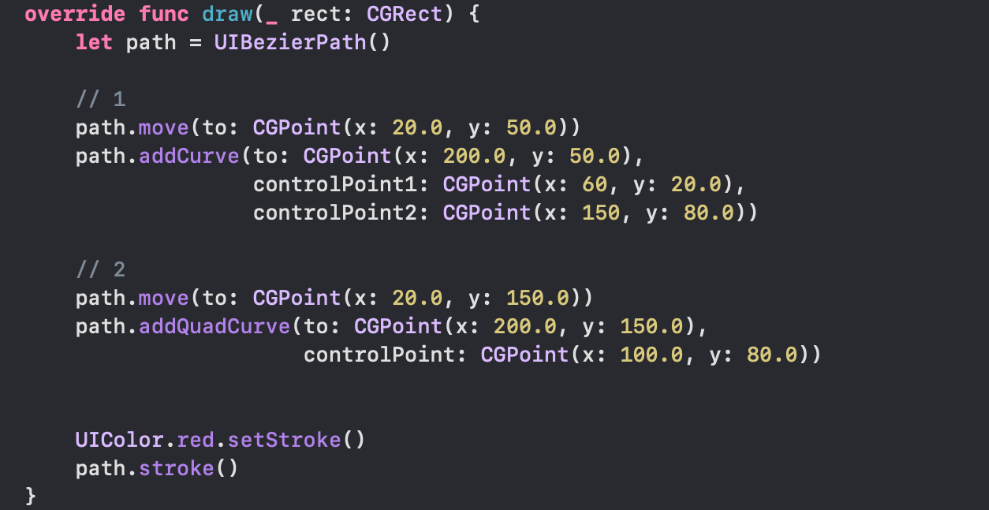 override func draw(_ rect: CGRect) {
    let path = UIBezierPath()

    // 1
    path.move(to: CGPoint(x: 20.0, y: 50.0))
    path.addCurve(to: CGPoint(x: 200.0, y: 50.0),
                  controlPoint1: CGPoint(x: 60, y: 20.0),
                  controlPoint2: CGPoint(x: 150, y: 80.0))

    // 2
    path.move(to: CGPoint(x: 20.0, y: 150.0))
    path.addQuadCurve(to: CGPoint(x: 200.0, y: 150.0),
                      controlPoint: CGPoint(x: 100.0, y: 80.0))


    UIColor.red.setStroke()
    path.stroke()
}